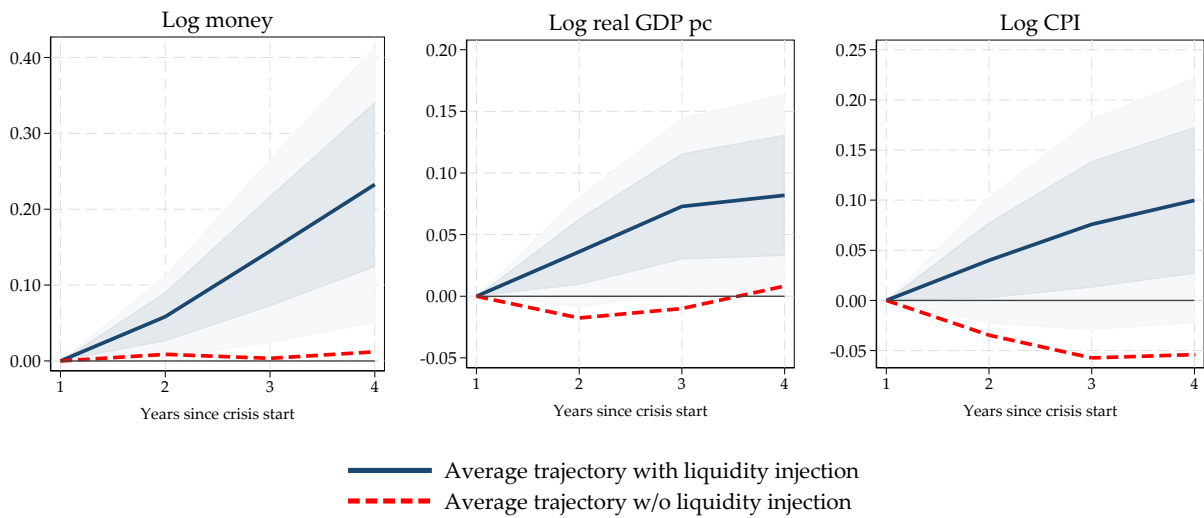 Log money
0.40
0.30
0.20
0.10
0.00
1 2 3 4
Years since crisis start
Log real GDP pc
0.20
0.15
0.10
0.05
0.00
-0.05
1 2 3 4
Years since crisis start
Log CPI
0.25
0.20
0.15
0.10
0.05
0.00
-0.05
1 2 3 4
Years since crisis start
Average trajectory with liquidity injection
Average trajectory w/o liquidity injection